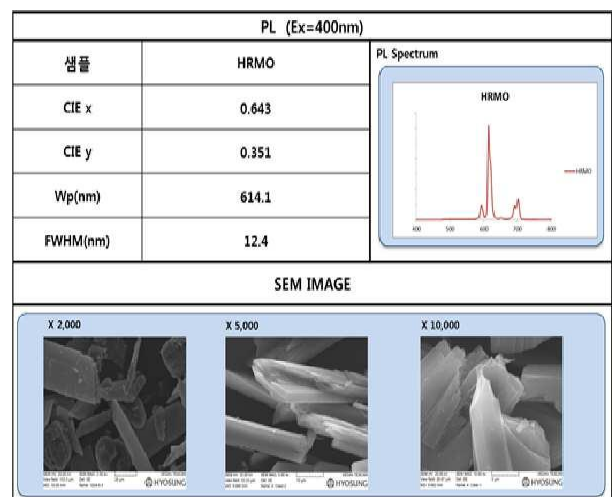 PL (Ex=400nm)
샘플 HRMO
CIE x 0.643
CIE y 0.351
Wp(nm) 614.1
FWHM(nm) 12.4
PL Spectrum
HRMO
HRMO
400 500 600 700 800
SEM IMAGE
X 2,000 X 5,000 X 10,000
HYOSUNG HYOSUNG HYOSUNG